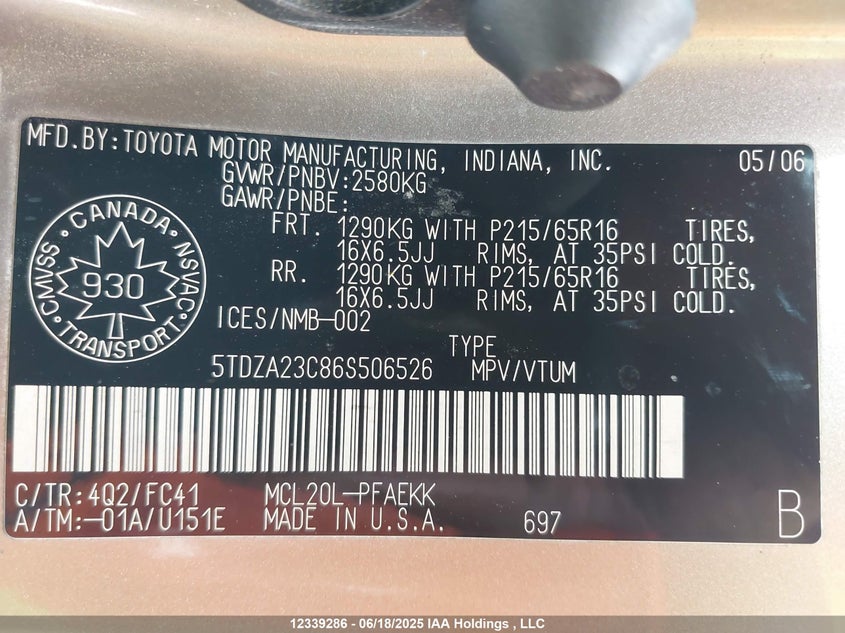 MFD.BY:TOYOTA MOTOR MANUFACTURING, INDIANA, INC. 05/06
GVWR/PNBV:2580KG
GAWR/PNBE:
FRT. 1290KG WITH P215/65R16 TIRES,
16X6.5JJ RIMS, AT 35PSI COLD.
RR. 1290KG WITH P215/65R16 TIRES,
16X6.5JJ RIMS, AT 35PSI COLD.
ICES/NMB-002
CANADA
CMVSS NSVAC
930
TRANSPORT
TYPE
5TDZA23C86S506526 MPV/VTUM
C/TR:4Q2/FC41 MCL20L-PFAEKK
A/TM:-01A/U151E MADE IN U.S.A. 697 B
12339286 - 06/18/2025 IAA Holdings , LLC